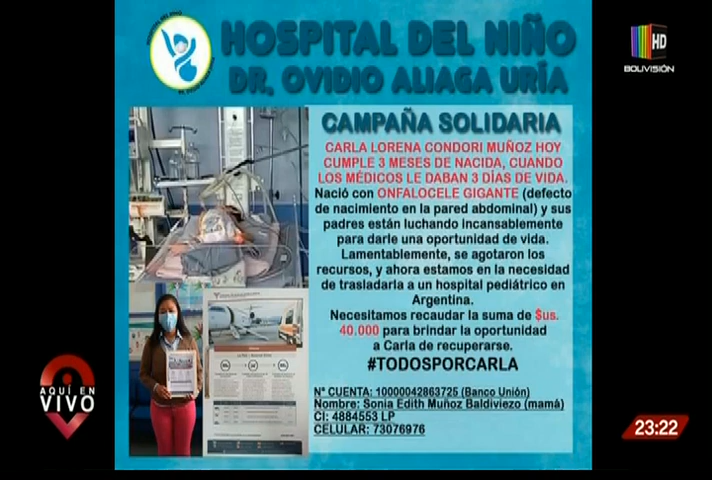 HOSPITAL DEL NIÑO
DR. OVIDIO ALIAGA URÍA
HD
BOLIVISIÓN
CAMPAÑA SOLIDARIA
CARLA LORENA CONDORI MUÑOZ HOY
CUMPLE 3 MESES DE NACIDA, CUANDO
LOS MÉDICOS LE DABAN 3 DÍAS DE VIDA.
Nació con ONFALOCELE GIGANTE (defecto
de nacimiento en la pared abdominal) y sus
padres están luchando incansablemente
para darle una oportunidad de vida.
Lamentablemente, se agotaron los
recursos, y ahora estamos en la necesidad
de trasladarla a un hospital pediátrico en
Argentina.
Necesitamos recaudar la suma de $us.
40.000 para brindar la oportunidad
a Carla de recuperarse.
#TODOSPORCARLA
N° CUENTA: 10000042863725 (Banco Unión)
Nombre: Sonia Edith Muñoz Baldiviezo (mamá)
CI: 4884553 LP
CELULAR: 73076976
AQUÍ EN
VIVO
23:22